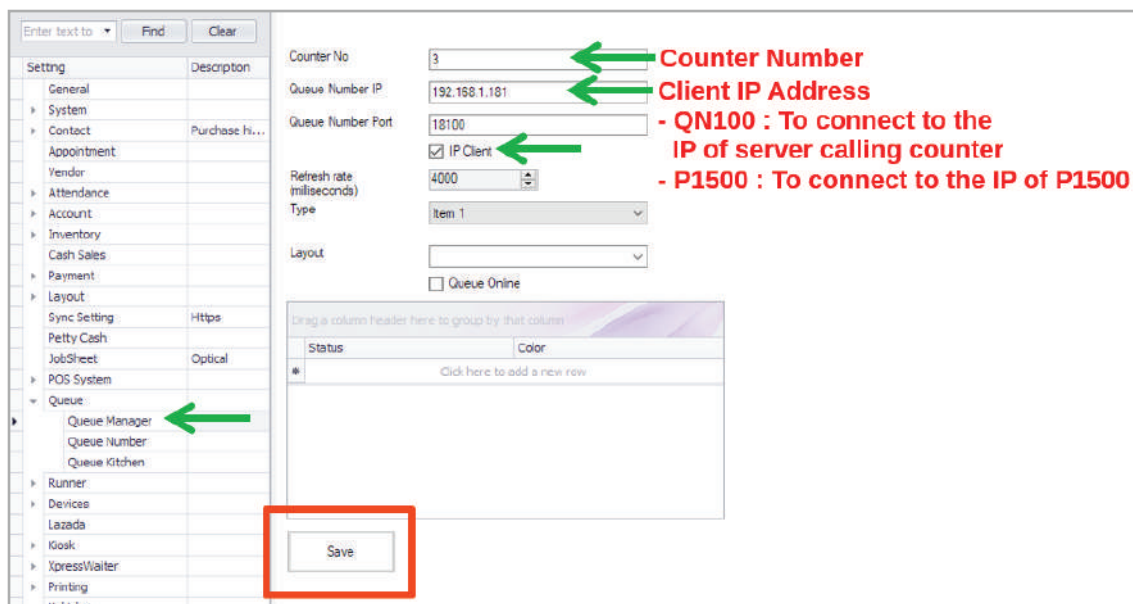 Enter text to
Find
Clear
Setting
Description
General
System
Contact
Purchase hi...
Appointment
Vendor
Attendance
Account
Inventory
Cash Sales
Payment
Layout
Sync Setting
Https
Petty Cash
JobSheet
Optical
POS System
Queue
Queue Manager
Queue Number
Queue Kitchen
Runner
Devices
Lazada
Kiosk
XpressWaiter
Printing
Counter No
3
Counter Number
Queue Number IP
192.168.1.181
Client IP Address
Queue Number Port
18100
- QN100 : To connect to the
IP of server calling counter
IP Client
- P1500 : To connect to the IP of P1500
Refresh rate
(miliseconds)
4000
Type
Item 1
Layout
Queue Online
Drag a column header here to group by that column
Status
Color
Click here to add a new row
Save